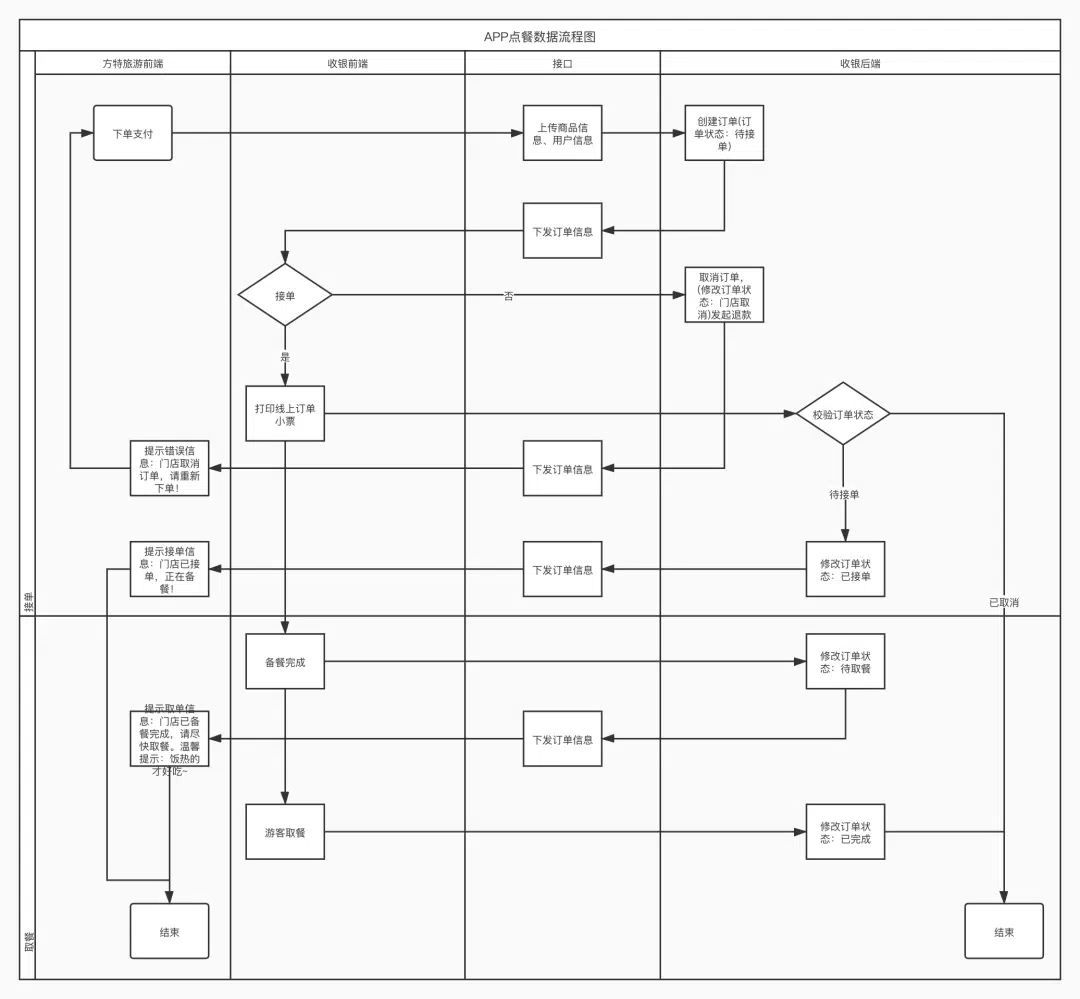 APP点餐数据流程图
方特旅游前端
收银前端
接口
收银后端
下单支付
上传商品信
息、用户信息
创建订单(订
单状态：待接
单)
下发订单信息
接单
否
取消订单，
(修改订单状
态：门店取
消)发起退款
是
打印线上订单
小票
校验订单状态
提示错误信
息：门店取消
订单，请重新
下单！
下发订单信息
待接单
提示接单信
息：门店已接
单，正在备
餐！
下发订单信息
修改订单状
态：已接单
已取消
接单
备餐完成
修改订单状
态：待取餐
提示取单信
息：门店已备
餐完成，请尽
快取餐。温馨
提示：饭热的
才好吃~
下发订单信息
游客取餐
修改订单状
态：已完成
结束
结束
取餐